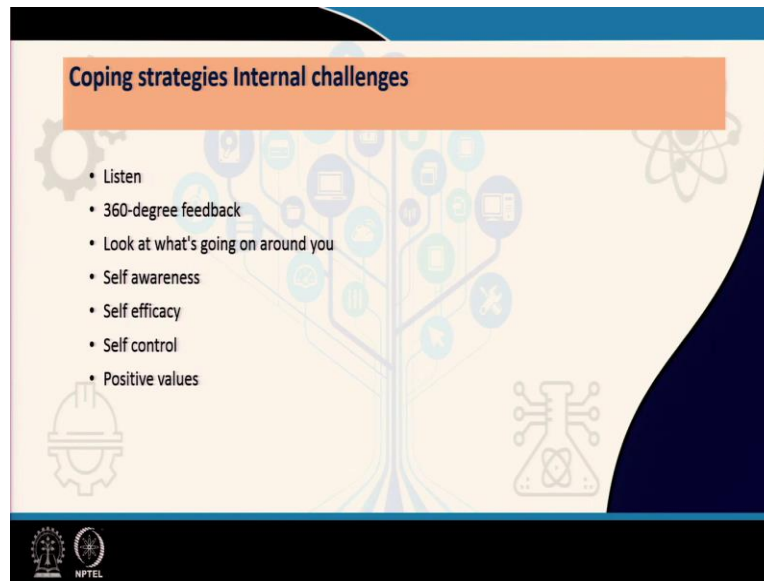 Coping strategies Internal challenges
• Listen
• 360-degree feedback
• Look at what's going on around you
• Self awareness
• Self efficacy
• Self control
• Positive values
NPTEL